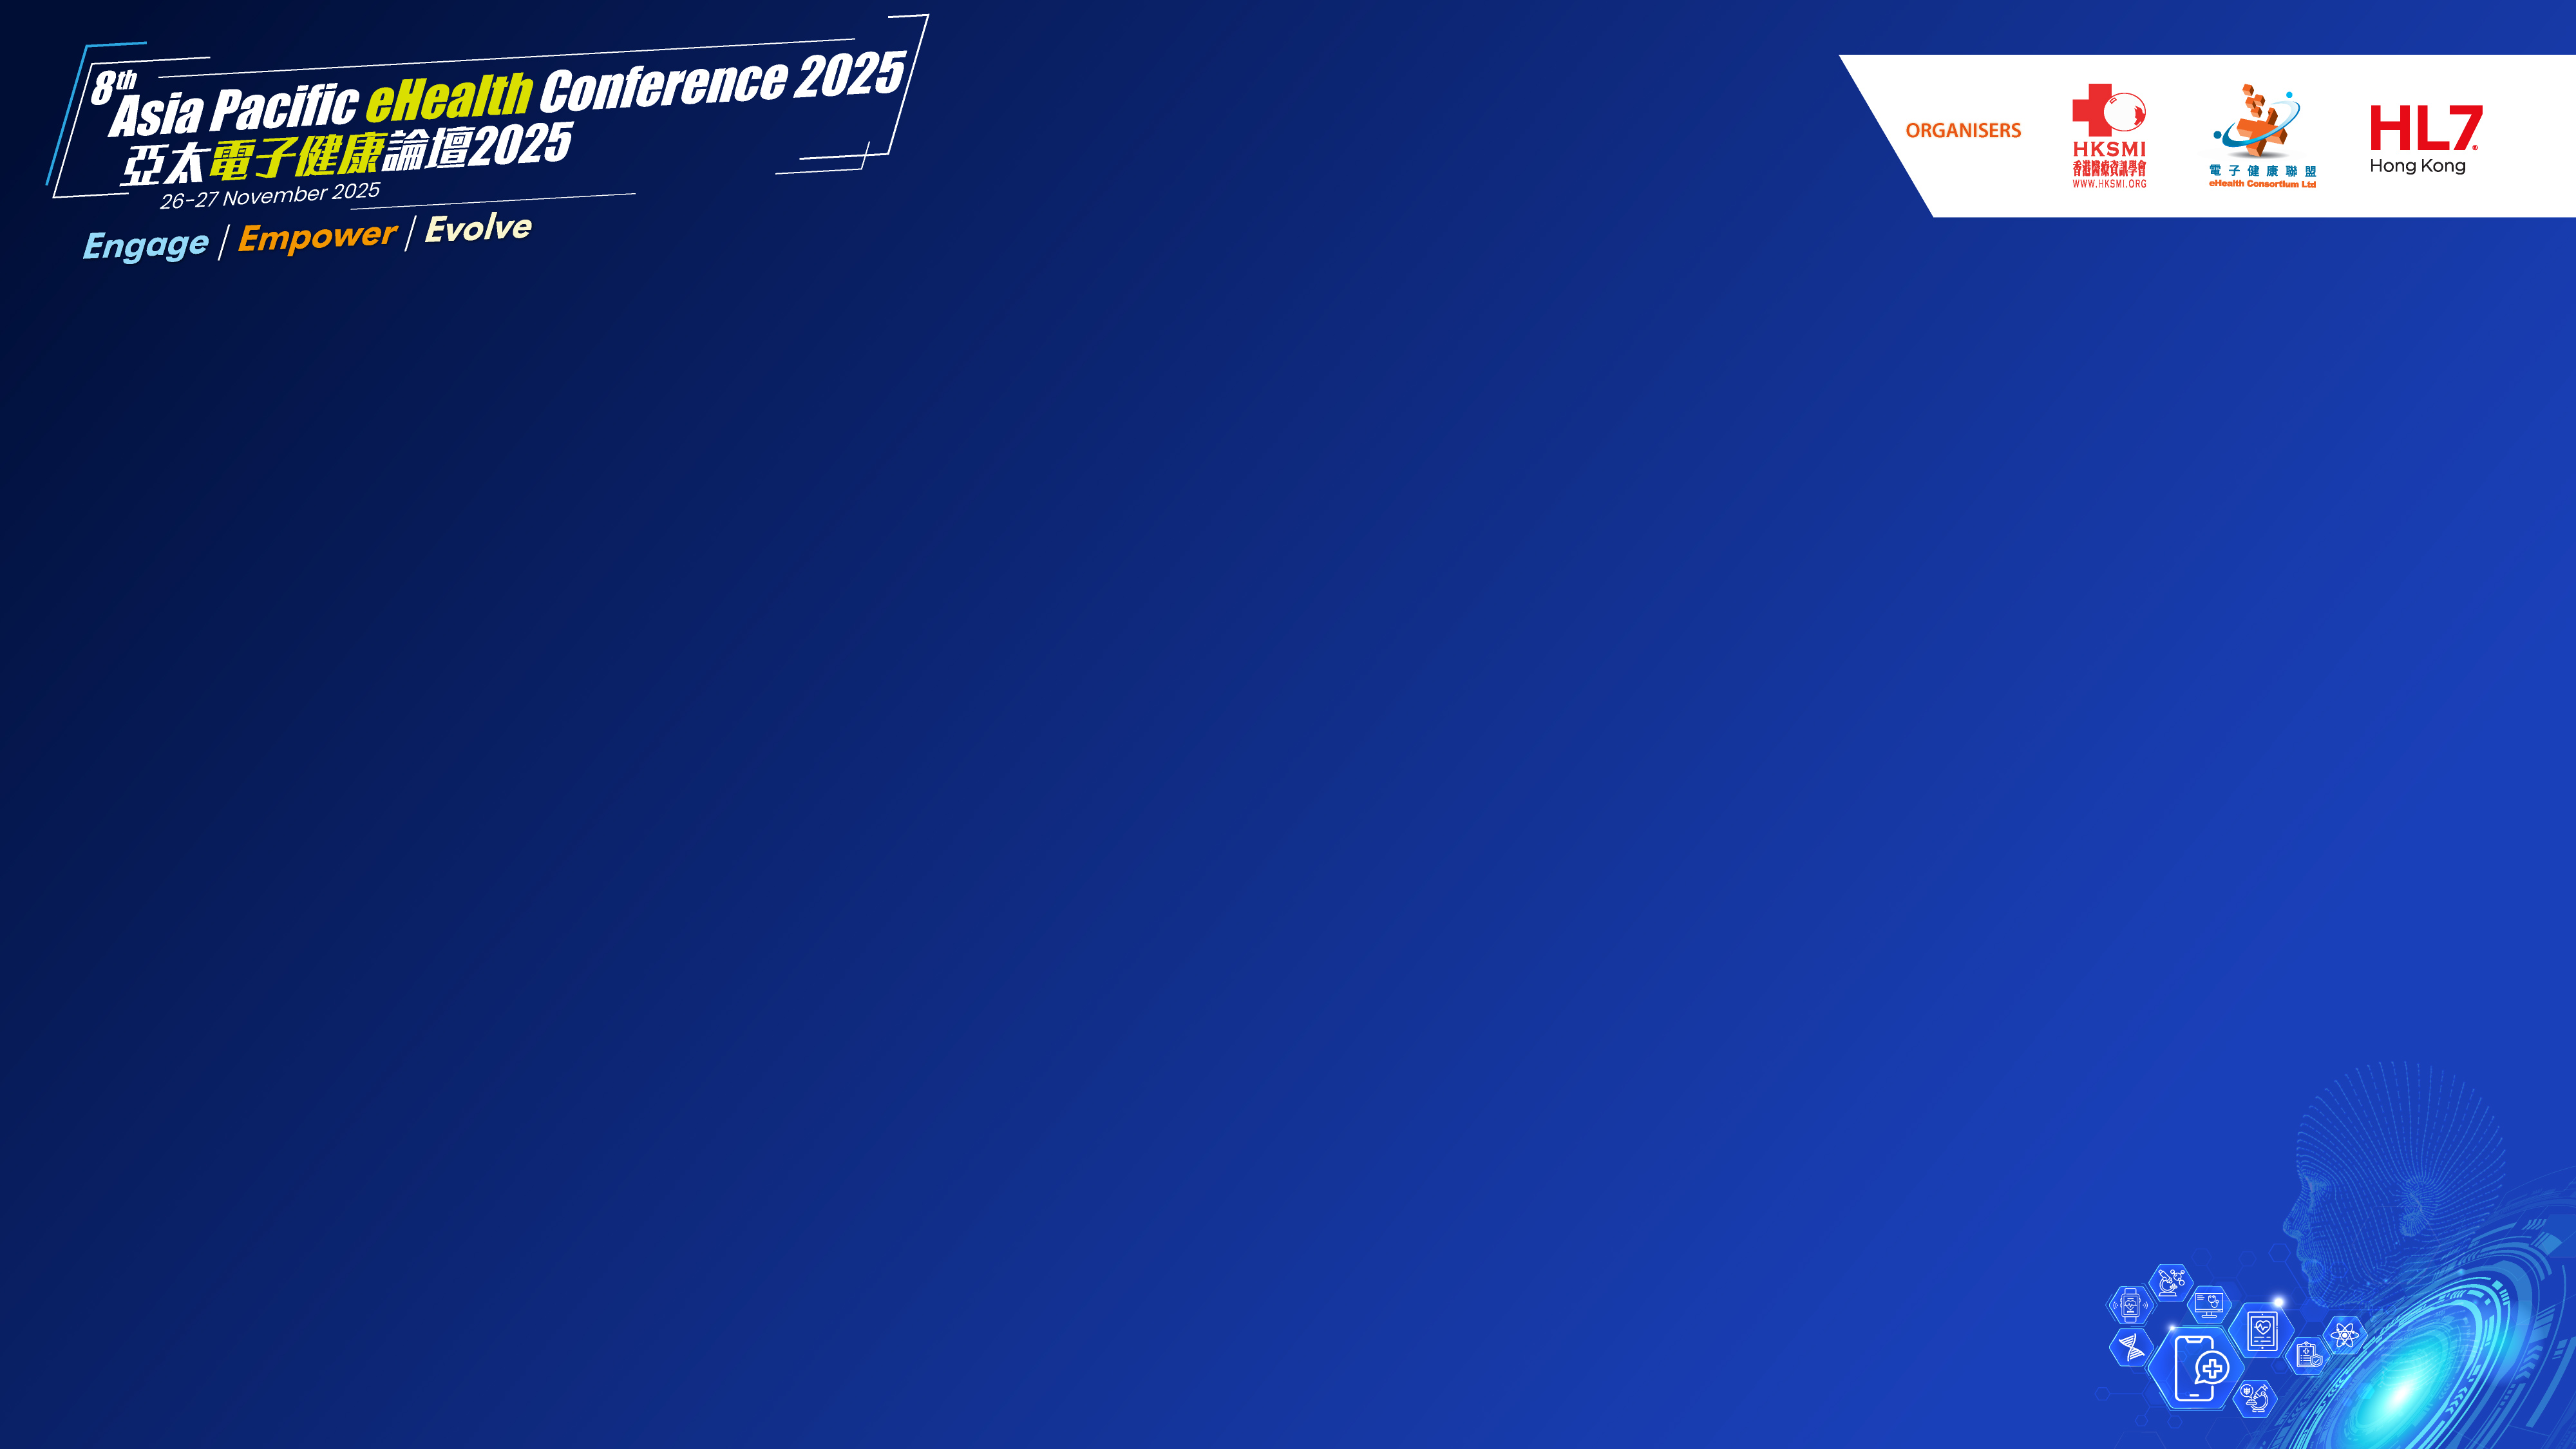 8th
Asia Pacific eHealth Conference 2025
亞太電子健康論壇2025
26-27 November 2025
Engage / Empower / Evolve
ORGANISERS
HKSMI
香港醫療資訊學會
WWW.HKSMI.ORG
電子健康聯盟
eHealth Consortium Ltd
HL7®
Hong Kong